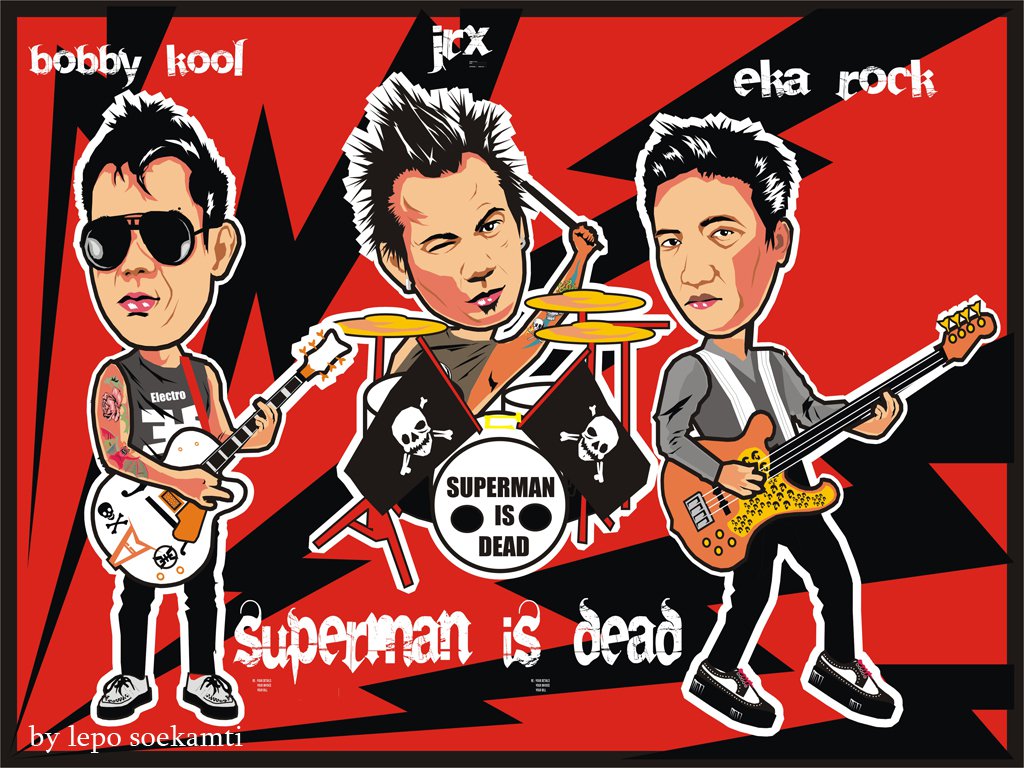 bobby kool
jrx
eka rock
Electro
SUPERMAN
IS
DEAD
superman is dead
by lepo soekamti